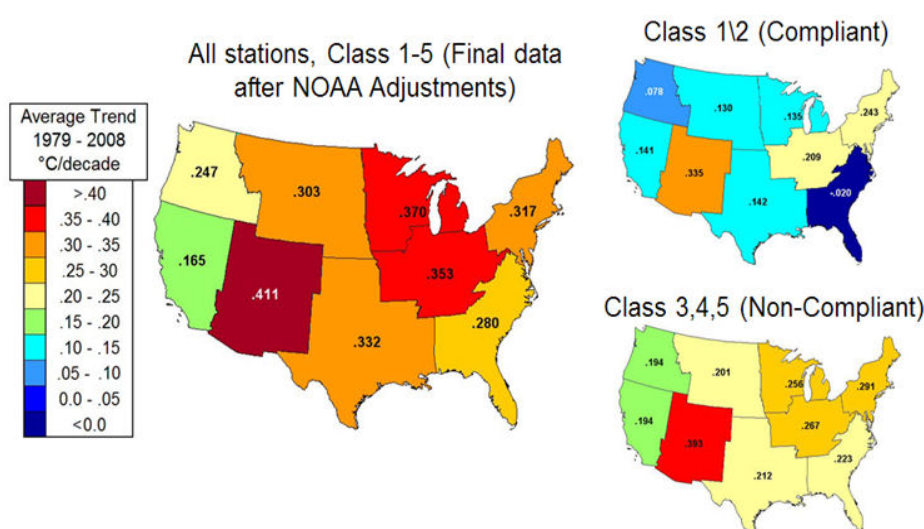 All stations, Class 1-5 (Final data
after NOAA Adjustments)
Average Trend
1979 - 2008
°C/decade
>.40
.35 - .40
.30 - .35
.25 - .30
.20 - .25
.15 - .20
.10 - .15
.05 - .10
0.0 - .05
<0.0
.247
.303
.370
.317
.165
.411
.353
.332
.280
Class 1\2 (Compliant)
.078
.130
.135
.243
.141
.335
.209
.142
-.020
Class 3,4,5 (Non-Compliant)
.194
.201
.256
.291
.194
.393
.267
.212
.223